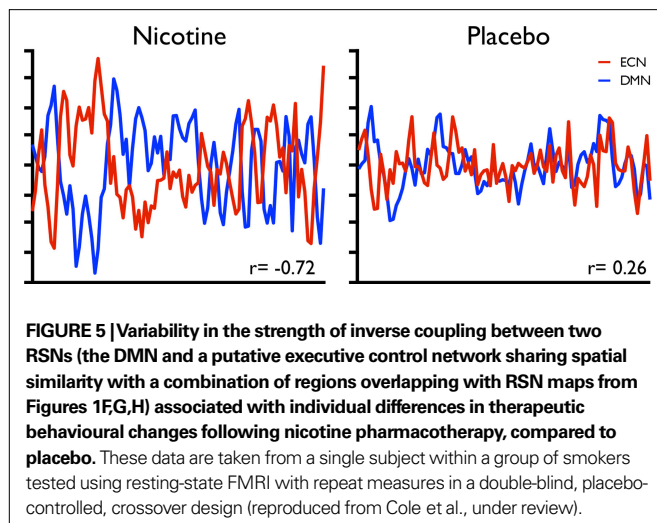 Nicotine
Placebo
ECN
DMN
r= -0.72
r= 0.26
FIGURE 5 | Variability in the strength of inverse coupling between two
RSNs (the DMN and a putative executive control network sharing spatial
similarity with a combination of regions overlapping with RSN maps from
Figures 1F,G,H) associated with individual differences in therapeutic
behavioural changes following nicotine pharmacotherapy, compared to
placebo. These data are taken from a single subject within a group of smokers
tested using resting-state FMRI with repeat measures in a double-blind, placebo-
controlled, crossover design (reproduced from Cole et al., under review).